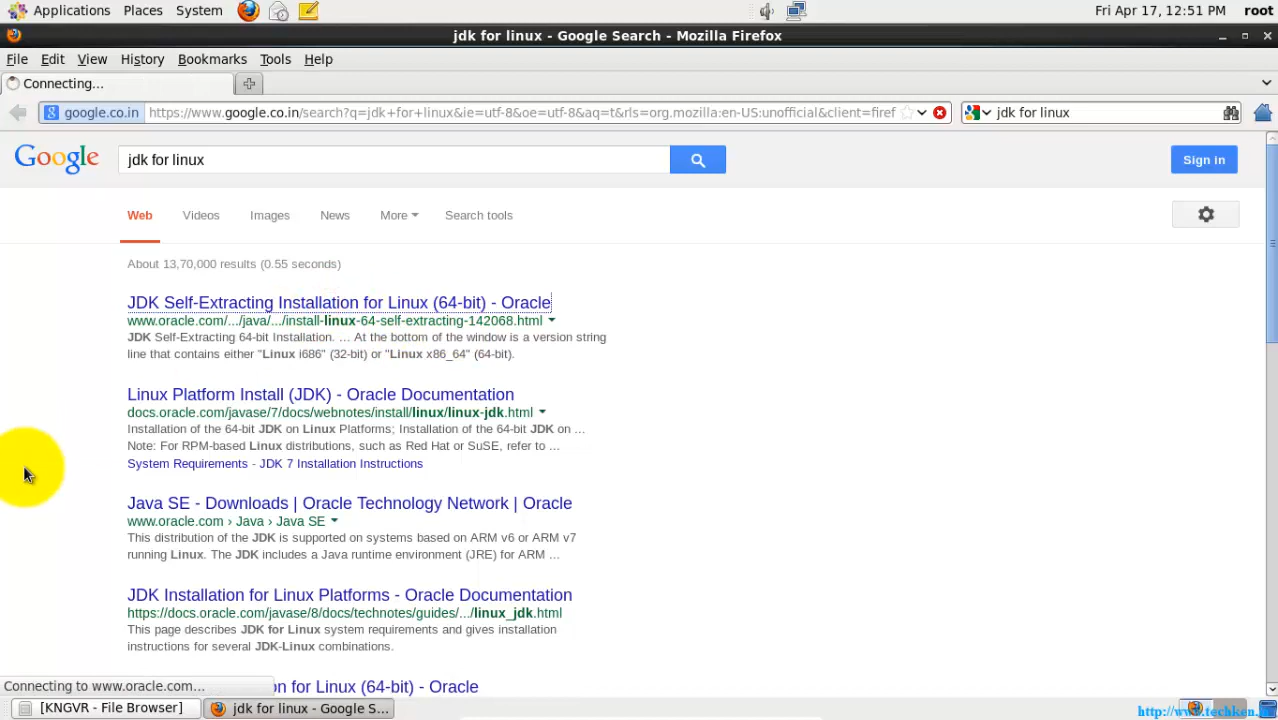 Applications Places System Fri Apr 17, 12:51 PM root
jdk for linux - Google Search - Mozilla Firefox
File Edit View History Bookmarks Tools Help
Connecting...
google.co.in https://www.google.co.in/search?q=jdk+for+linux&ie=utf-8&oe=utf-8&aq=t&rls=org.mozilla:en-US:unofficial&client=firef jdk for linux
Google jdk for linux Sign in
Web Videos Images News More Search tools
About 13,70,000 results (0.55 seconds)
JDK Self-Extracting Installation for Linux (64-bit) - Oracle
www.oracle.com/.../java/.../install-linux-64-self-extracting-142068.html
JDK Self-Extracting 64-bit Installation. ... At the bottom of the window is a version string
line that contains either "Linux i686" (32-bit) or "Linux x86_64" (64-bit).
Linux Platform Install (JDK) - Oracle Documentation
docs.oracle.com/javase/7/docs/webnotes/install/linux/linux-jdk.html
Installation of the 64-bit JDK on Linux Platforms; Installation of the 64-bit JDK on ...
Note: For RPM-based Linux distributions, such as Red Hat or SuSE, refer to ...
System Requirements - JDK 7 Installation Instructions
Java SE - Downloads | Oracle Technology Network | Oracle
www.oracle.com › Java › Java SE
This distribution of the JDK is supported on systems based on ARM v6 or ARM v7
running Linux. The JDK includes a Java runtime environment (JRE) for ARM ...
JDK Installation for Linux Platforms - Oracle Documentation
https://docs.oracle.com/javase/8/docs/technotes/guides/.../linux_jdk.html
This page describes JDK for Linux system requirements and gives installation
instructions for several JDK-Linux combinations.
Connecting to www.oracle.com... on for Linux (64-bit) - Oracle
[KNGVR - File Browser] jdk for linux - Google S...
http://www.techken.